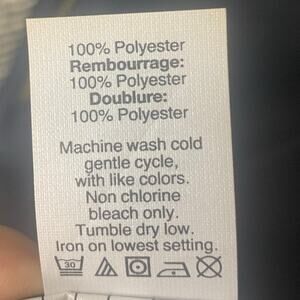 100% Polyester
Rembourrage:
100% Polyester
Doublure:
100% Polyester
Machine wash cold
gentle cycle,
with like colors.
Non chlorine
bleach only.
Tumble dry low.
Iron on lowest setting.
30